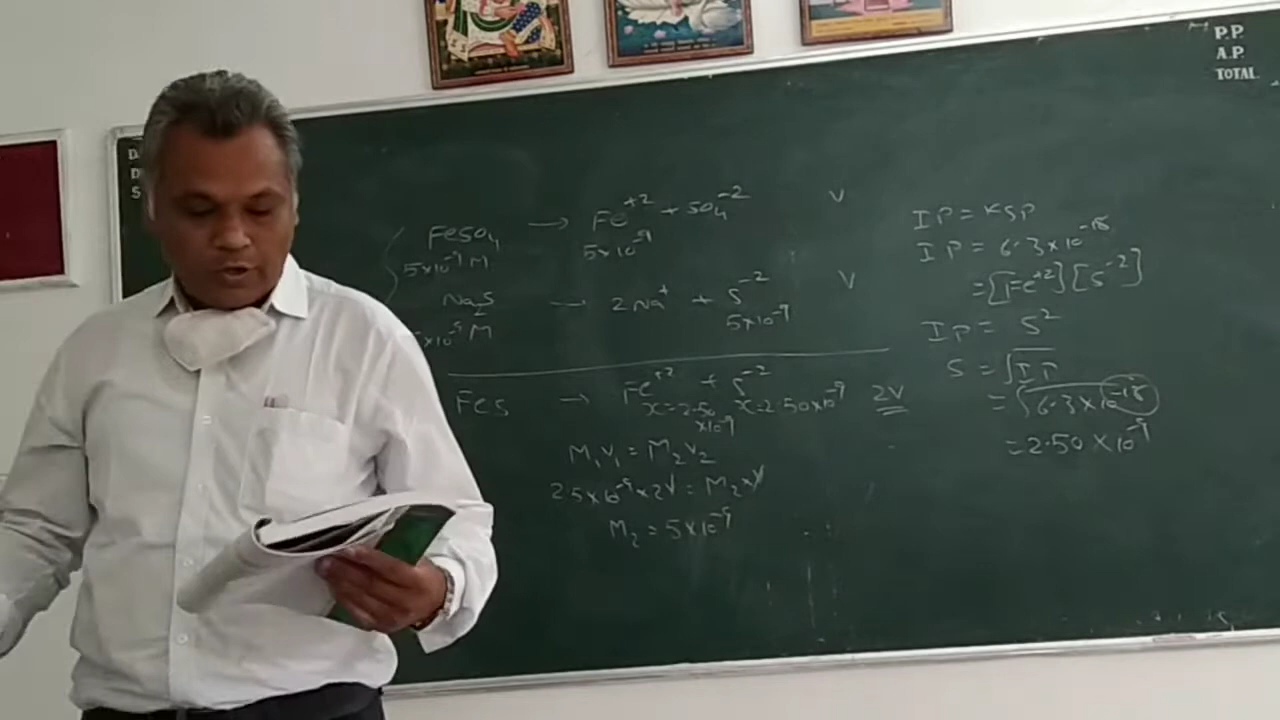 P.P.
A.P.
TOTAL
D
D
S
FeSO₄ → Fe⁺² + SO₄⁻² V
5×10⁻⁹ M 5×10⁻⁹
Na₂S — 2Na⁺ + S⁻² V
×10⁻⁹ M 5×10⁻⁹
FeS → Fe⁺² + S⁻² 2V
x=2.50 ×10⁻⁹ x=2.50×10⁻⁹
M₁V₁ = M₂V₂
2.5×10⁻⁹×2V = M₂×V
M₂ = 5×10⁻⁹
IP = KSP
IP = 6.3×10⁻¹⁸
=[Fe⁺²][S⁻²]
IP = S²
S = √IP
= √6.3×10⁻¹⁸
= 2.50×10⁻⁹